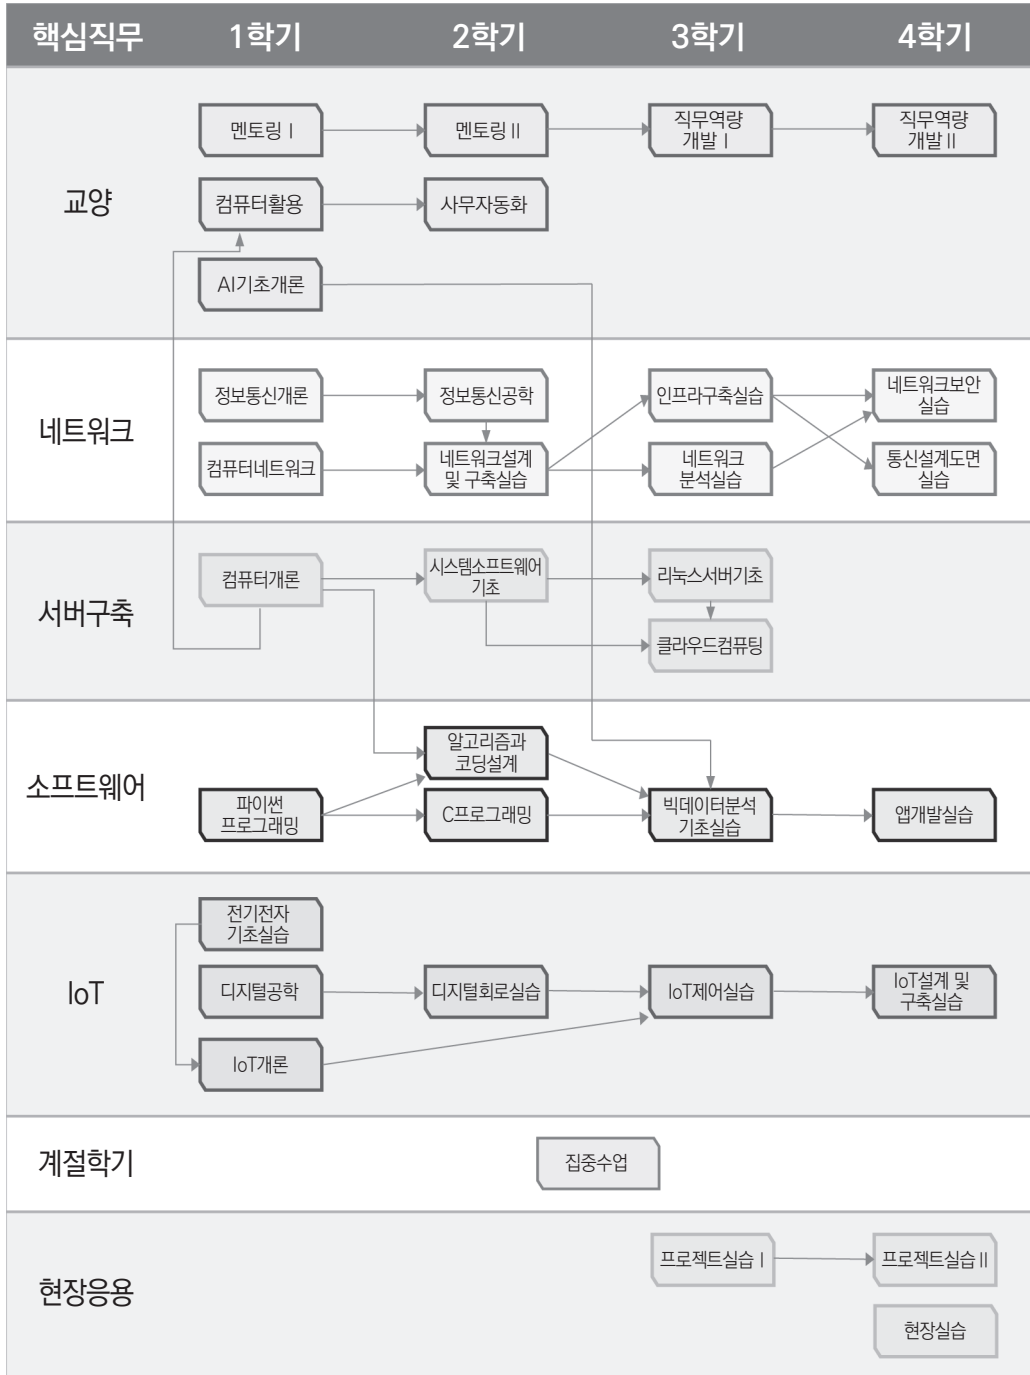 핵심직무 1학기 2학기 3학기 4학기
교양
멘토링 Ⅰ
멘토링 Ⅱ
직무역량
개발 Ⅰ
직무역량
개발 Ⅱ
컴퓨터활용
사무자동화
AI기초개론
네트워크
정보통신개론
정보통신공학
인프라구축실습
네트워크보안
실습
컴퓨터네트워크
네트워크설계
및 구축실습
네트워크
분석실습
통신설계도면
실습
서버구축
컴퓨터개론
시스템소프트웨어
기초
리눅스서버기초
클라우드컴퓨팅
소프트웨어
알고리즘과
코딩설계
파이썬
프로그래밍
C프로그래밍
빅데이터분석
기초실습
앱개발실습
IoT
전기전자
기초실습
디지털공학
디지털회로실습
IoT제어실습
IoT설계 및
구축실습
IoT개론
계절학기
집중수업
현장응용
프로젝트실습 Ⅰ
프로젝트실습 Ⅱ
현장실습